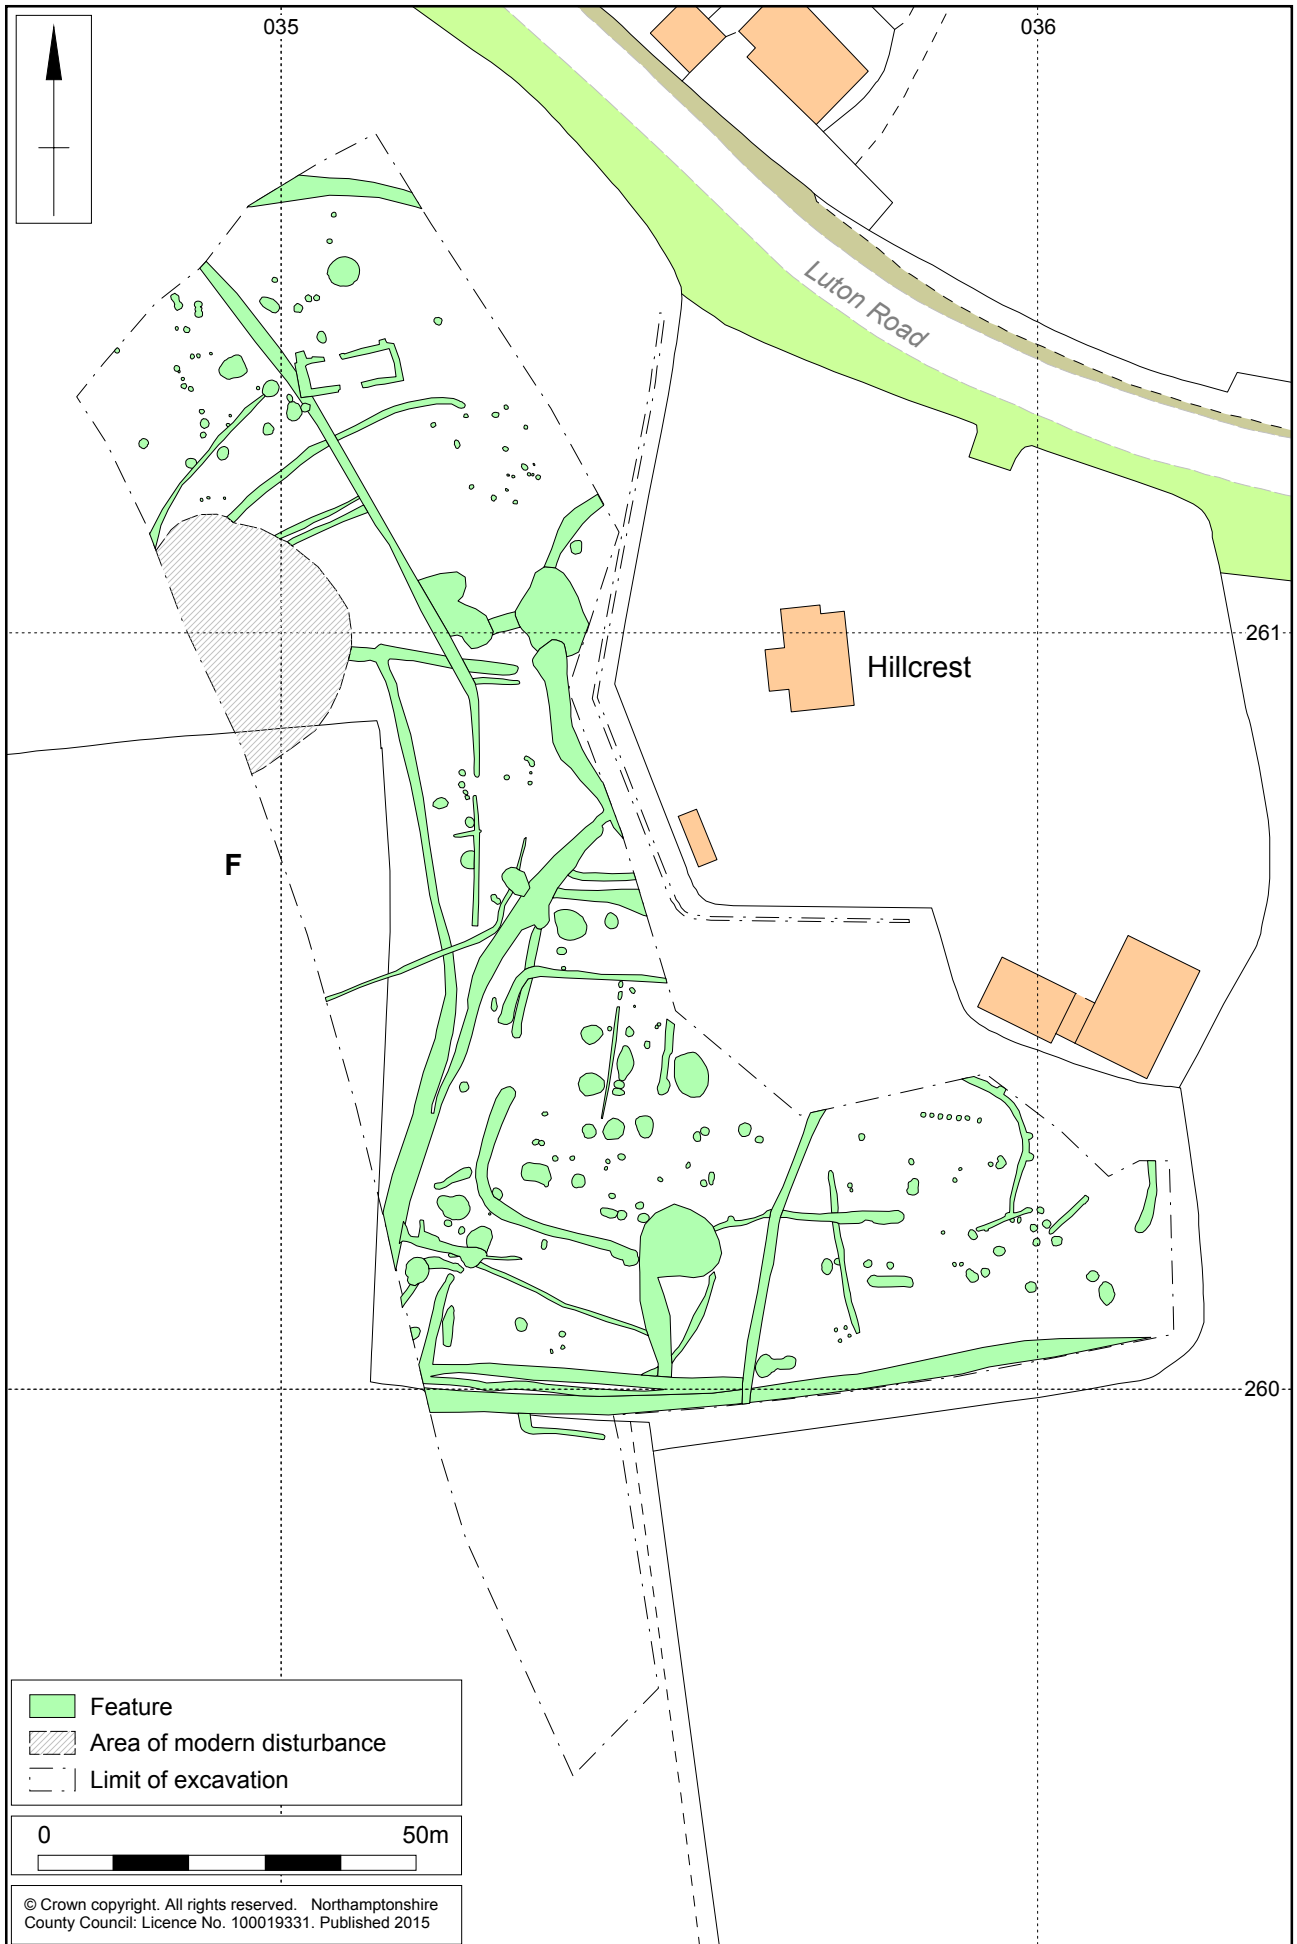 035
036
Luton Road
261
Hillcrest
F
260
Feature
Area of modern disturbance
Limit of excavation
0 50m
© Crown copyright. All rights reserved. Northamptonshire
County Council: Licence No. 100019331. Published 2015